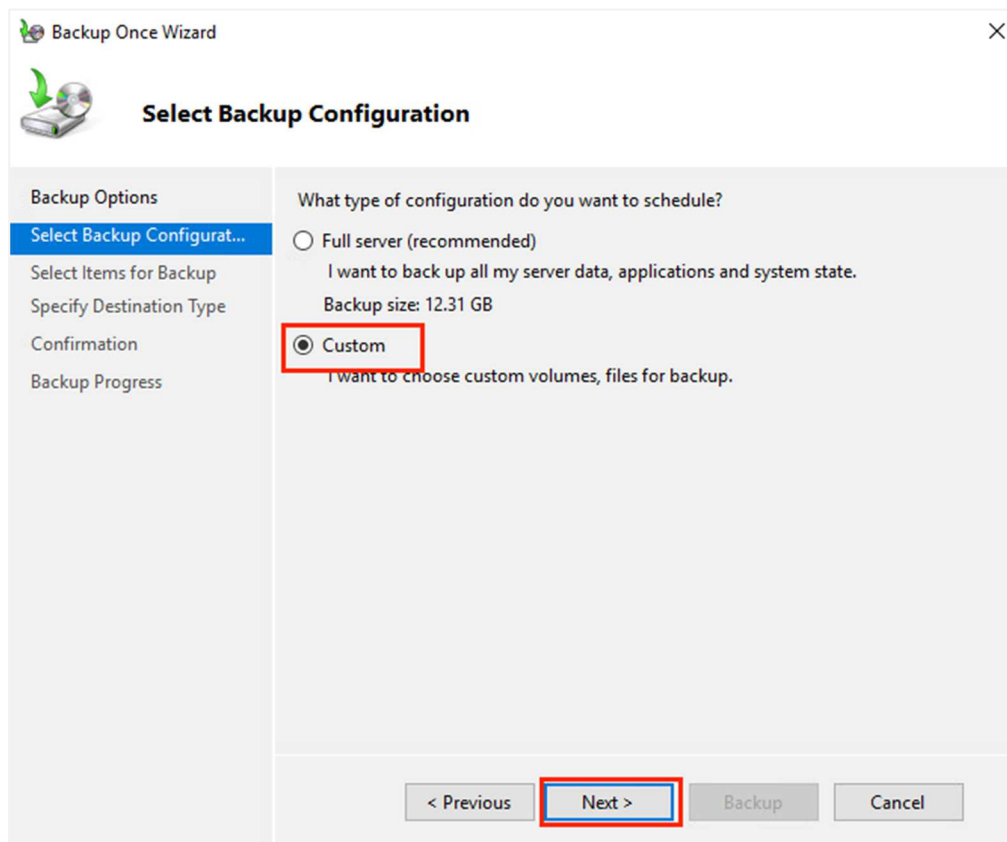 Backup Once Wizard
Select Backup Configuration
Backup Options
Select Backup Configurat...
Select Items for Backup
Specify Destination Type
Confirmation
Backup Progress
What type of configuration do you want to schedule?
Full server (recommended)
I want to back up all my server data, applications and system state.
Backup size: 12.31 GB
Custom
I want to choose custom volumes, files for backup.
< Previous
Next >
Backup
Cancel